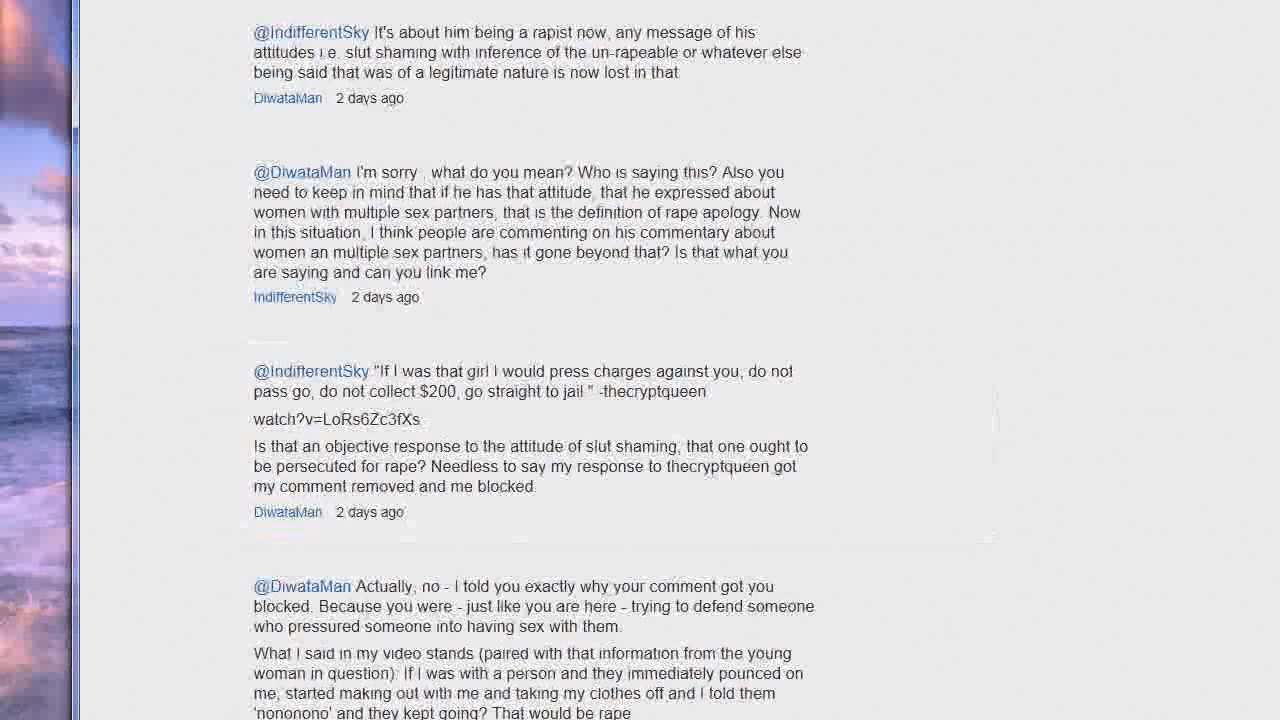 @IndifferentSky It's about him being a rapist now, any message of his
attitudes i.e. slut shaming with inference of the un-rapeable or whatever else
being said that was of a legitimate nature is now lost in that
DiwataMan 2 days ago
@DiwataMan I'm sorry , what do you mean? Who is saying this? Also you
need to keep in mind that if he has that attitude, that he expressed about
women with multiple sex partners, that is the definition of rape apology. Now
in this situation, I think people are commenting on his commentary about
women an multiple sex partners, has it gone beyond that? Is that what you
are saying and can you link me?
IndifferentSky 2 days ago
@IndifferentSky "If I was that girl I would press charges against you, do not
pass go, do not collect $200, go straight to jail " -thecryptqueen
watch?v=LoRs6Zc3fXs
Is that an objective response to the attitude of slut shaming; that one ought to
be persecuted for rape? Needless to say my response to thecryptqueen got
my comment removed and me blocked.
DiwataMan 2 days ago
@DiwataMan Actually, no - I told you exactly why your comment got you
blocked. Because you were - just like you are here - trying to defend someone
who pressured someone into having sex with them.
What I said in my video stands (paired with that information from the young
woman in question): If I was with a person and they immediately pounced on
me, started making out with me and taking my clothes off and I told them
'nononono' and they kept going? That would be rape